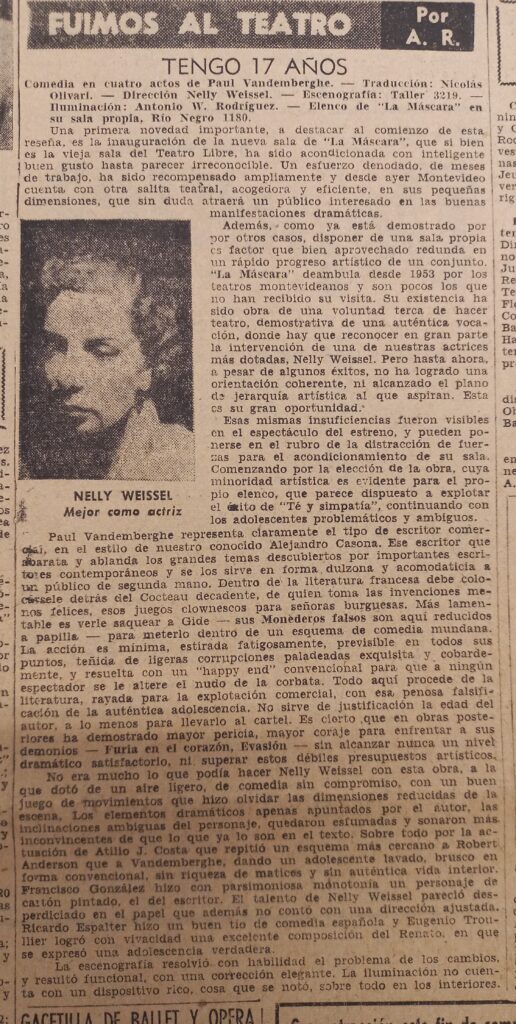 FUIMOS AL TEATRO
Por
A. R.
TENGO 17 AÑOS
Comedia en cuatro actos de Paul Vandemberghe. — Traducción: Nicolás
Olivari. — Dirección Nelly Weissel. — Escenografía: Taller 3219. —
Iluminación: Antonio W. Rodríguez. — Elenco de "La Máscara" en
su sala propia, Río Negro 1180.
Una primera novedad importante, a destacar al comienzo de esta
reseña, es la inauguración de la nueva sala de "La Máscara", que si bien
es la vieja sala del Teatro Libre, ha sido acondicionada con inteligente
buen gusto hasta parecer irreconocible. Un esfuerzo denodado, de meses
de trabajo, ha sido recompensado ampliamente y desde ayer Montevideo
cuenta con otra salita teatral, acogedora y eficiente, en sus pequeñas
dimensiones, que sin duda atraerá un público interesado en las buenas
manifestaciones dramáticas.
Además, como ya está demostrado por
por otros casos, disponer de una sala propia
es factor que bien aprovechado redunda en
un rápido progreso artístico de un conjunto.
"La Máscara" deambula desde 1953 por los
teatros montevideanos y son pocos los que
no han recibido su visita. Su existencia ha
sido obra de una voluntad terca de hacer
teatro, demostrativa de una auténtica voca-
ción, donde hay que reconocer en gran parte
la intervención de una de nuestras actrices
más dotadas, Nelly Weissel. Pero hasta ahora,
a pesar de algunos éxitos, no ha logrado una
orientación coherente, ni alcanzado el plano
de jerarquía artística al que aspiran. Esta
es su gran oportunidad.
Esas mismas insuficiencias fueron visibles
en el espectáculo del estreno, y pueden po-
nerse en el rubro de la distracción de fuer-
zas para el acondicionamiento de su sala.
Comenzando por la elección de la obra, cuya
minoridad artística es evidente para el pro-
pio elenco, que parece dispuesto a explotar
el éxito de "Té y simpatía", continuando con
los adolescentes problemáticos y ambiguos.
NELLY WEISSEL
Mejor como actriz
Paul Vandemberghe representa claramente el tipo de escritor comer-
cial, en el estilo de nuestro conocido Alejandro Casona. Ese escritor que
abarata y ablanda los grandes temas descubiertos por importantes escri-
tores contemporáneos y se los sirve en forma dulzona y acomodaticia a
un público de segunda mano. Dentro de la literatura francesa debe colo-
cársele detrás del Cocteau decadente, de quien toma las invenciones me-
nos felices, esos juegos clownescos para señoras burguesas. Más lamen-
table es verle saquear a Gide — sus Monederos falsos son aquí reducidos
a papilla — para meterlo dentro de un esquema de comedia mundana.
La acción es mínima, estirada fatigosamente, previsible en todos sus
puntos, teñida de ligeras corrupciones paladeadas exquisita y cobarde-
mente, y resuelta con un "happy end" convencional para que a ningún
espectador se le altere el nudo de la corbata. Todo aquí procede de la
literatura, rayada para la explotación comercial, con esa penosa falsifi-
cación de la auténtica adolescencia. No sirve de justificación la edad del
autor, a lo menos para llevarlo al cartel. Es cierto que en obras poste-
riores ha demostrado mayor pericia, mayor coraje para enfrentar a sus
demonios — Furia en el corazón, Evasión — sin alcanzar nunca un nivel
dramático satisfactorio, ni superar estos débiles presupuestos artísticos.
No era mucho lo que podía hacer Nelly Weissel con esta obra, a la
que dotó de un aire ligero, de comedia sin compromiso, con un buen
juego de movimientos que hizo olvidar las dimensiones reducidas de la
escena. Los elementos dramáticos apenas apuntados por el autor, las
inclinaciones ambiguas del personaje, quedaron esfumadas y sonaron más
inconvincentes de que lo que ya lo son en el texto. Sobre todo por la ac-
tuación de Atilio J. Costa que repitió un esquema más cercano a Robert
Anderson que a Vandemberghe, dando un adolescente lavado, brusco en
forma convencional, sin riqueza de matices y sin auténtica vida interior.
Francisco González hizo con parsimoniosa monotonía un personaje de
cartón pintado, el del escritor. El talento de Nelly Weissel pareció des-
perdiciado en el papel que además no contó con una dirección ajustada.
Ricardo Espalter hizo un buen tío de comedia española y Eugenio Trou-
llier logró con vivacidad una excelente composición del Renato, en que
se expresó una adolescencia verdadera.
La escenografía resolvió con habilidad el problema de los cambios,
y resultó funcional, con una corrección elegante. La iluminación no cuen-
ta con un dispositivo rico, cosa que se notó, sobre todo en los interiores.
GACETILLA DE BALLET Y OPERA